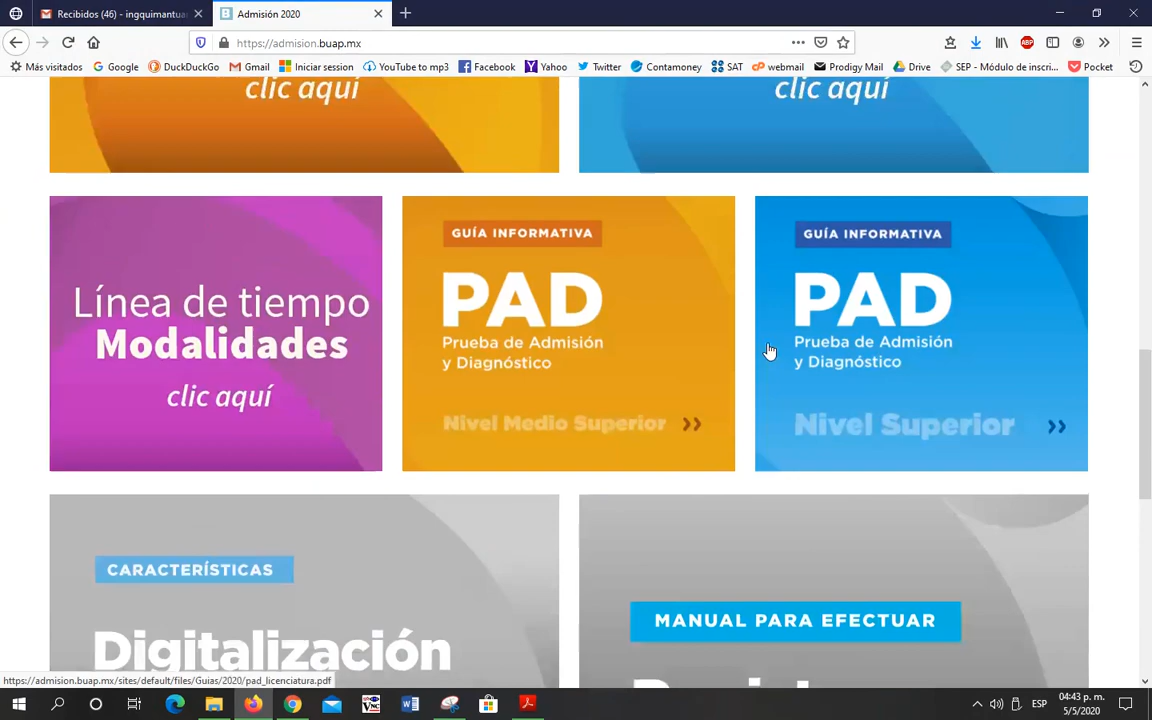 Recibidos (46) - ingquimantua
Admisión 2020
https://admision.buap.mx
Más visitados
Google
DuckDuckGo
Gmail
Iniciar session
YouTube to mp3
Facebook
Yahoo
Twitter
Contamoney
SAT
webmail
Prodigy Mail
Drive
SEP - Módulo de inscri...
Pocket
clic aquí
clic aquí
Línea de tiempo
Modalidades
clic aquí
GUÍA INFORMATIVA
PAD
Prueba de Admisión
y Diagnóstico
Nivel Medio Superior »
GUÍA INFORMATIVA
PAD
Prueba de Admisión
y Diagnóstico
Nivel Superior »
CARACTERÍSTICAS
Digitalización
MANUAL PARA EFECTUAR
https://admision.buap.mx/sites/default/files/Guias/2020/pad_licenciatura.pdf
ESP
04:43 p. m.
5/5/2020